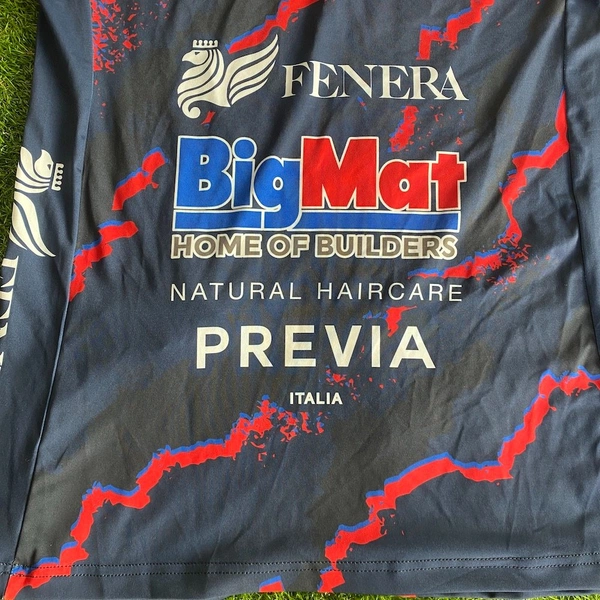 FENERA
BigMat
HOME OF BUILDERS
NATURAL HAIRCARE
PREVIA
ITALIA